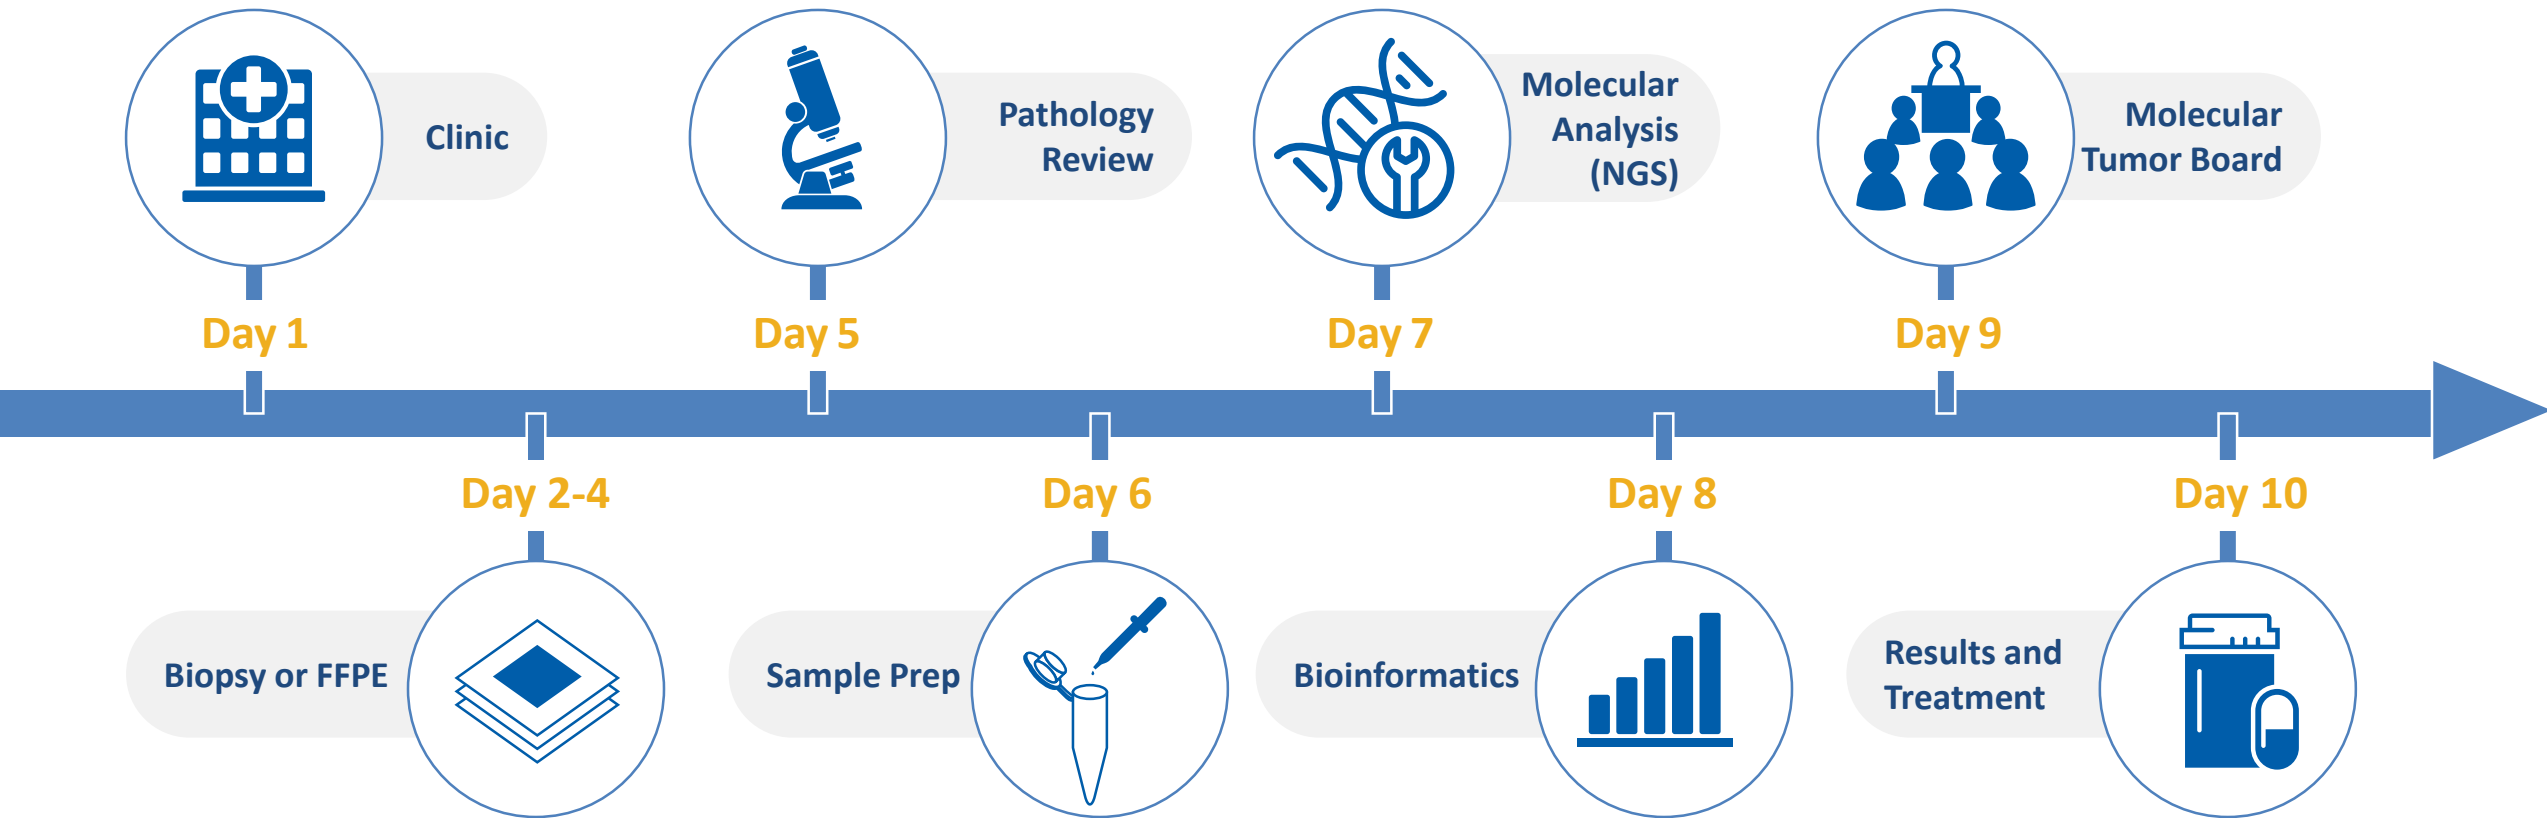 Clinic
Day 1
Day 2-4
Biopsy or FFPE
Pathology
Review
Day 5
Day 6
Sample Prep
Molecular
Analysis
(NGS)
Day 7
Day 8
Bioinformatics
Molecular
Tumor Board
Day 9
Day 10
Results and
Treatment